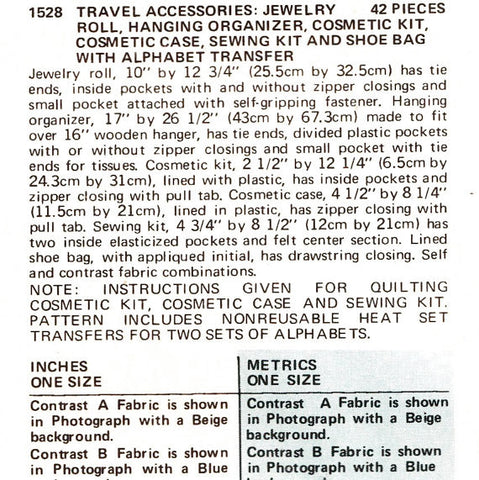 1528 TRAVEL ACCESSORIES: JEWELRY 42 PIECES
ROLL, HANGING ORGANIZER, COSMETIC KIT,
COSMETIC CASE, SEWING KIT AND SHOE BAG
WITH ALPHABET TRANSFER
Jewelry roll, 10'' by 12 3/4'' (25.5cm by 32.5cm) has tie
ends, inside pockets with and without zipper closings and
small pocket attached with self-gripping fastener. Hanging
organizer, 17'' by 26 1/2'' (43cm by 67.3cm) made to fit
over 16'' wooden hanger, has tie ends, divided plastic pockets
with or without zipper closings and small pocket with tie
ends for tissues. Cosmetic kit, 2 1/2'' by 12 1/4'' (6.5cm by
24.3cm by 31cm), lined with plastic, has inside pockets and
zipper closing with pull tab. Cosmetic case, 4 1/2'' by 8 1/4''
(11.5cm by 21cm), lined in plastic, has zipper closing with
pull tab. Sewing kit, 4 3/4'' by 8 1/2'' (12cm by 21cm) has
two inside elasticized pockets and felt center section. Lined
shoe bag, with appliqued initial, has drawstring closing. Self
and contrast fabric combinations.
NOTE: INSTRUCTIONS GIVEN FOR QUILTING
COSMETIC KIT, COSMETIC CASE AND SEWING KIT.
PATTERN INCLUDES NONREUSABLE HEAT SET
TRANSFERS FOR TWO SETS OF ALPHABETS.
INCHES
ONE SIZE
Contrast A Fabric is shown
in Photograph with a Beige
background.
Contrast B Fabric is shown
in Photograph with a Blue
METRICS
ONE SIZE
Contrast A Fabric is shown
in Photograph with a Beige
background.
Contrast B Fabric is shown
in Photograph with a Blue